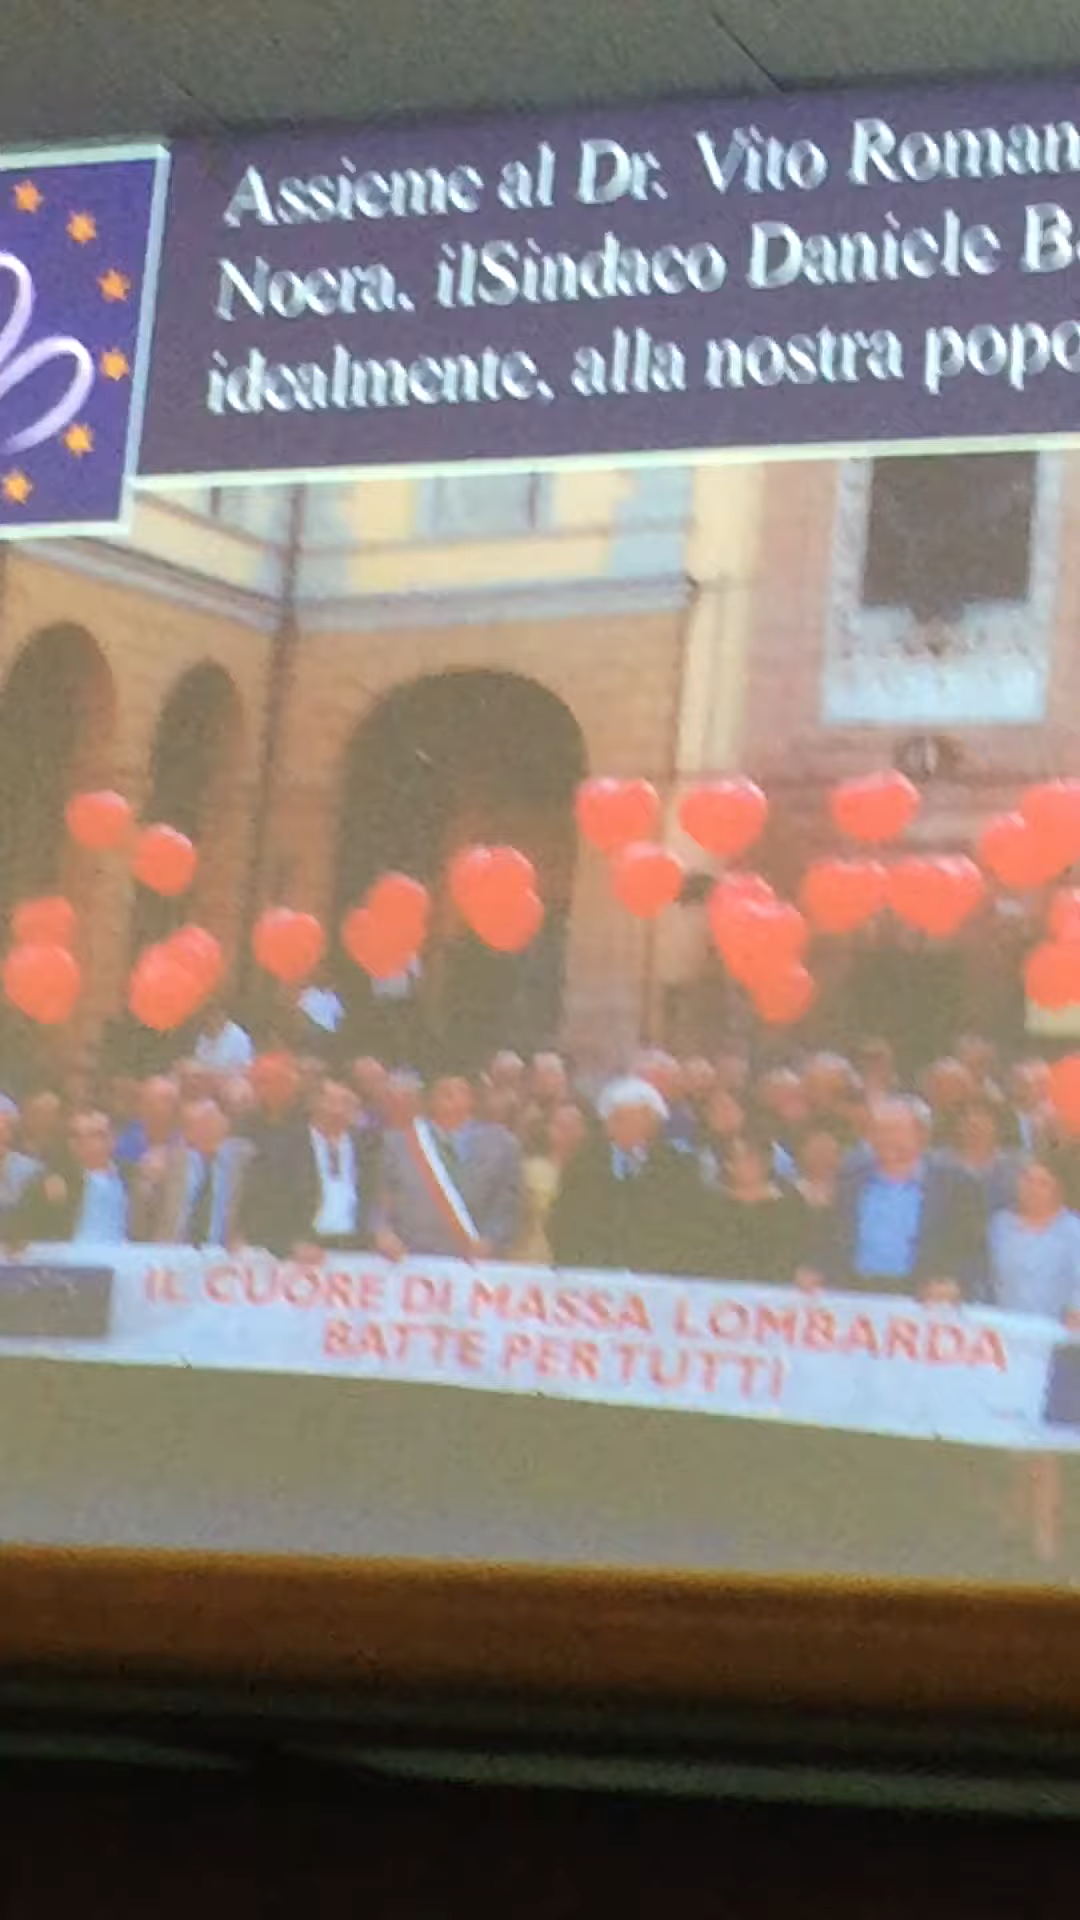 Assieme al Dr. Vito Roman
Noera, ilSindaco Daniele B
idealmente, alla nostra popo
IL CUORE DI MASSA LOMBARDA
BATTE PER TUTTI